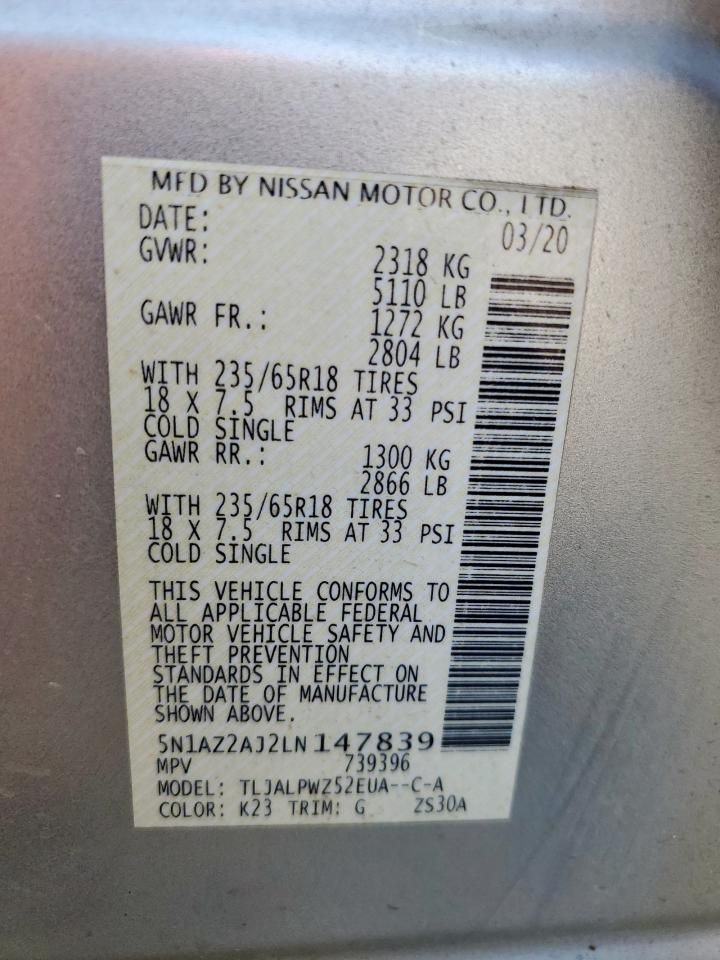 MFD BY NISSAN MOTOR CO., LTD.
DATE: 03/20
GVWR: 2318 KG
5110 LB
GAWR FR.: 1272 KG
2804 LB
WITH 235/65R18 TIRES
18 X 7.5 RIMS AT 33 PSI
COLD SINGLE
GAWR RR.: 1300 KG
2866 LB
WITH 235/65R18 TIRES
18 X 7.5 RIMS AT 33 PSI
COLD SINGLE
THIS VEHICLE CONFORMS TO
ALL APPLICABLE FEDERAL
MOTOR VEHICLE SAFETY AND
THEFT PREVENTION
STANDARDS IN EFFECT ON
THE DATE OF MANUFACTURE
SHOWN ABOVE.
5N1AZ2AJ2LN147839
MPV 739396
MODEL: TLJALPWZ52EUA--C-A
COLOR: K23 TRIM: G ZS30A